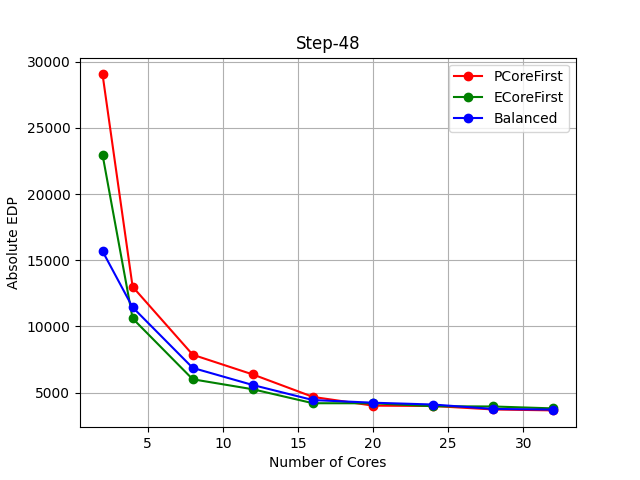 Step-48
PCoreFirst
ECoreFirst
Balanced
Absolute EDP
30000
25000
20000
15000
10000
5000
5 10 15 20 25 30
Number of Cores